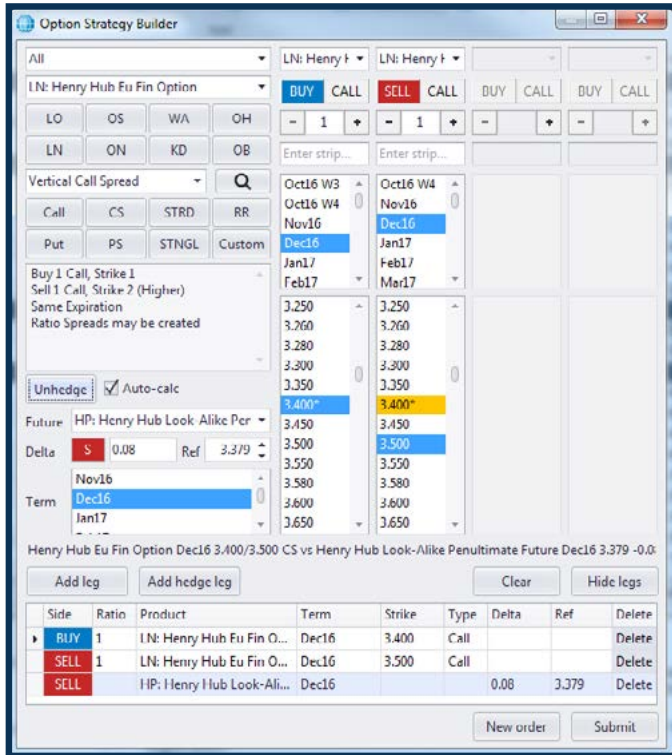 Option Strategy Builder
All
LN: Henry Hub Eu Fin Option
LO OS WA OH
LN ON KD OB
Vertical Call Spread
Call CS STRD RR
Put PS STNGL Custom
Buy 1 Call, Strike 1
Sell 1 Call, Strike 2 (Higher)
Same Expiration
Ratio Spreads may be created
Unhedge Auto-calc
Future HP: Henry Hub Look-Alike Per
Delta S 0.08 Ref 3.379
Term
Nov16
Dec16
Jan17
LN: Henry H
BUY CALL
- 1 +
Enter strip...
Oct16 W3
Oct16 W4
Nov16
Dec16
Jan17
Feb17
3.250
3.260
3.280
3.300
3.350
3.400*
3.450
3.500
3.550
3.580
3.600
3.650
LN: Henry H
SELL CALL
- 1 +
Enter strip...
Oct16 W4
Nov16
Dec16
Jan17
Feb17
Mar17
3.250
3.260
3.280
3.300
3.350
3.400*
3.450
3.500
3.550
3.580
3.600
3.650
BUY CALL
- +
BUY CALL
- +
Henry Hub Eu Fin Option Dec16 3.400/3.500 CS vs Henry Hub Look-Alike Penultimate Future Dec16 3.379
Add leg Add hedge leg Clear Hide legs
Side Ratio Product Term Strike Type Delta Ref Delete
BUY 1 LN: Henry Hub Eu Fin O... Dec16 3.400 Call Delete
SELL 1 LN: Henry Hub Eu Fin O... Dec16 3.500 Call Delete
SELL HP: Henry Hub Look-Ali... Dec16 0.08 3.379 Delete
New order Submit